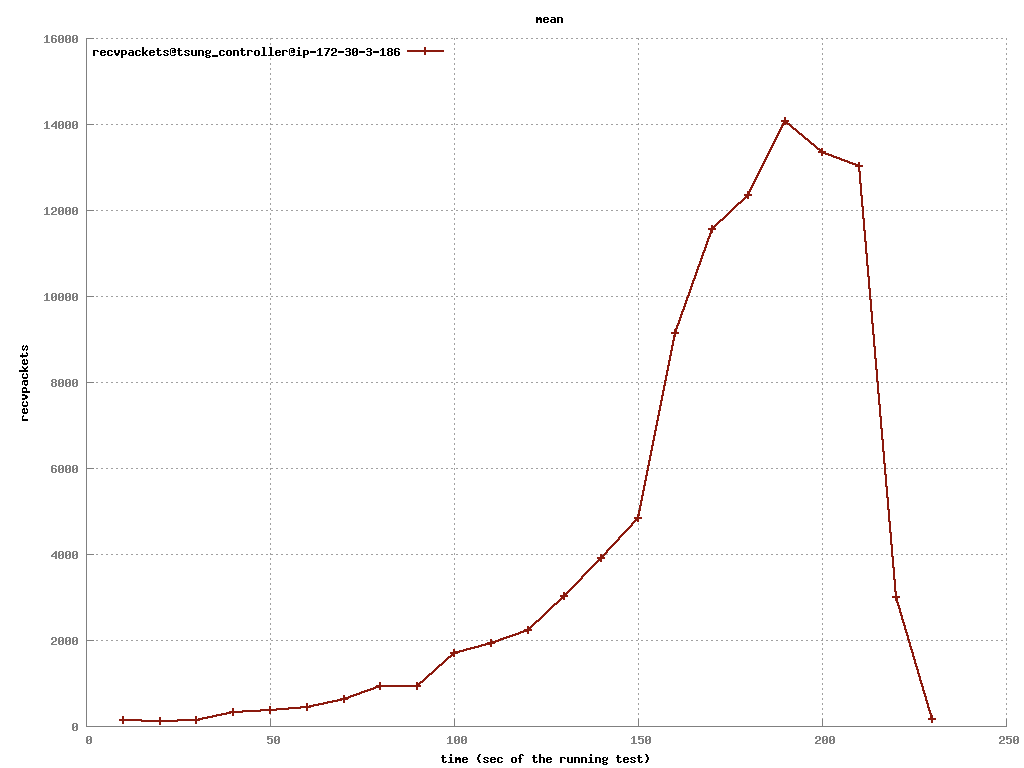 mean
16000
recvpackets@tsung_controller@ip-172-30-3-186
14000
12000
10000
8000
recvpackets
6000
4000
2000
0
0 50 100 150 200 250
time (sec of the running test)